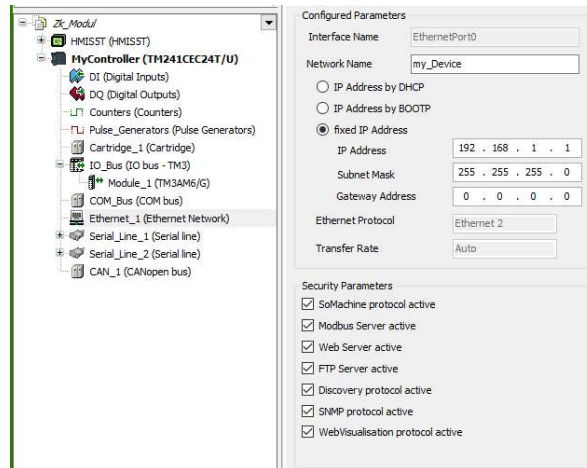 Zk_Modul
HMIS5T (HMIS5T)
MyController (TM241CEC24T/U)
DI (Digital Inputs)
DQ (Digital Outputs)
Counters (Counters)
Pulse_Generators (Pulse Generators)
Cartridge_1 (Cartridge)
IO_Bus (IO bus - TM3)
Module_1 (TM3AM6/G)
COM_Bus (COM bus)
Ethernet_1 (Ethernet Network)
Serial_Line_1 (Serial line)
Serial_Line_2 (Serial line)
CAN_1 (CANopen bus)
Configured Parameters
Interface Name EthernetPort0
Network Name my_Device
IP Address by DHCP
IP Address by BOOTP
fixed IP Address
IP Address 192 . 168 . 1 . 1
Subnet Mask 255 . 255 . 255 . 0
Gateway Address 0 . 0 . 0 . 0
Ethernet Protocol Ethernet 2
Transfer Rate Auto
Security Parameters
SoMachine protocol active
Modbus Server active
Web Server active
FTP Server active
Discovery protocol active
SNMP protocol active
WebVisualisation protocol active